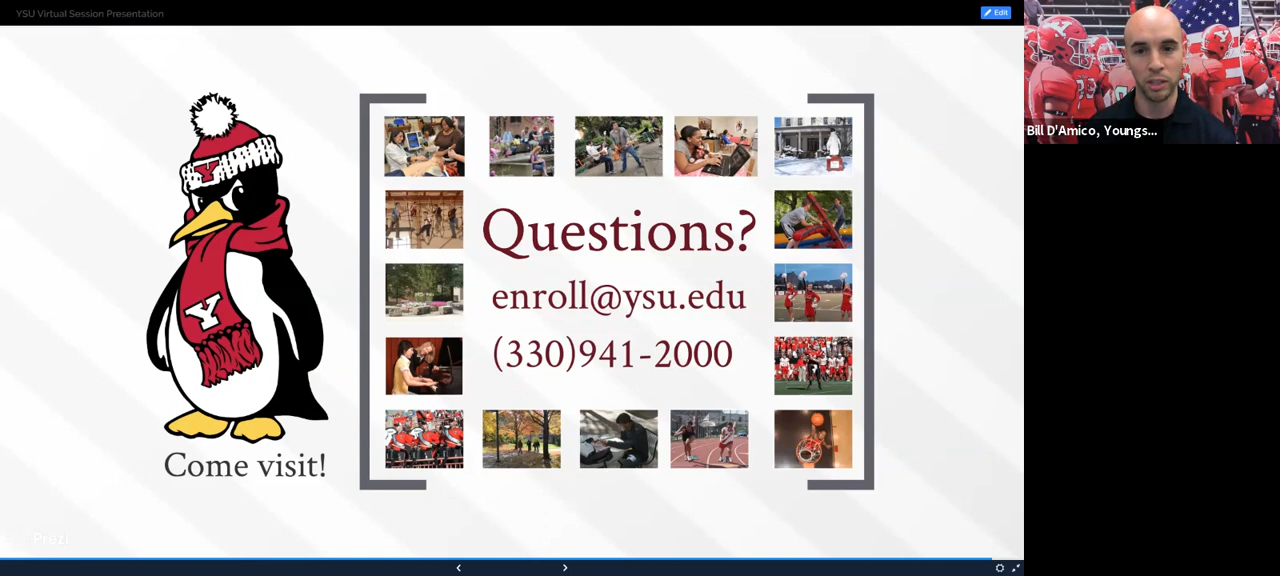 YSU Virtual Session Presentation
Edit
Y
Y
Questions?
enroll@ysu.edu
(330)941-2000
Come visit!
Prezi
Bill D'Amico, Youngs...